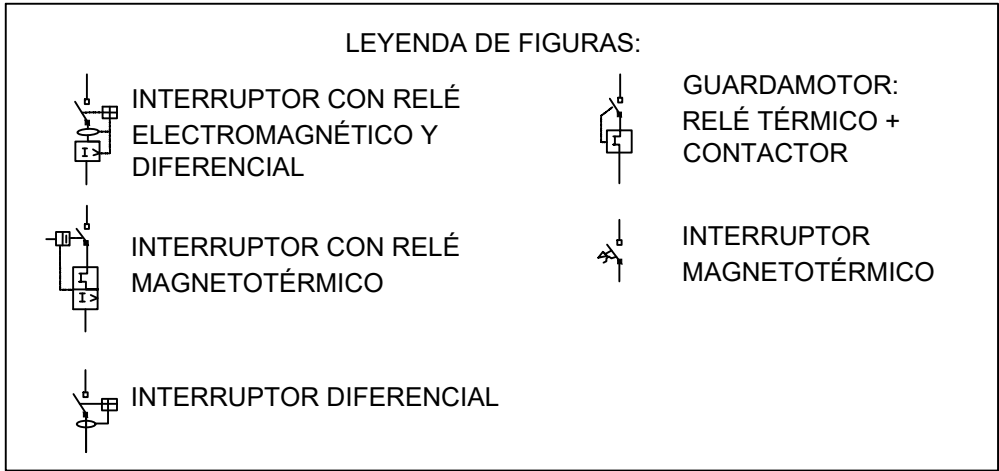 LEYENDA DE FIGURAS:
INTERRUPTOR CON RELÉ
ELECTROMAGNÉTICO Y
DIFERENCIAL
INTERRUPTOR CON RELÉ
MAGNETOTÉRMICO
INTERRUPTOR DIFERENCIAL
GUARDAMOTOR:
RELÉ TÉRMICO +
CONTACTOR
INTERRUPTOR
MAGNETOTÉRMICO
I>
I>